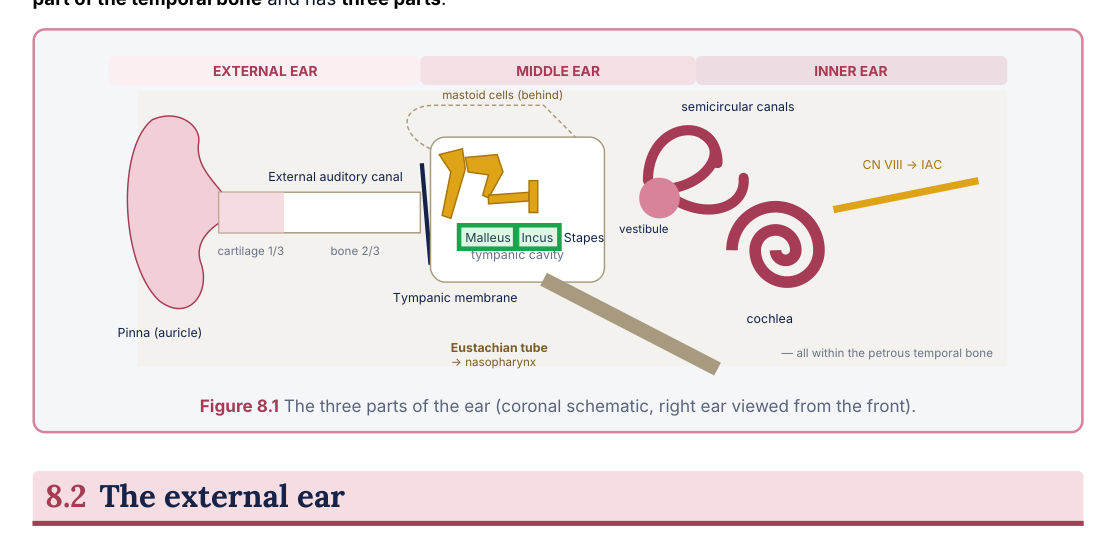 part of the temporal bone and has three parts.
EXTERNAL EAR
MIDDLE EAR
INNER EAR
mastoid cells (behind)
semicircular canals
CN VIII → IAC
External auditory canal
vestibule
Malleus Incus Stapes
cartilage 1/3
bone 2/3
tympanic cavity
Tympanic membrane
cochlea
Pinna (auricle)
Eustachian tube
→ nasopharynx
— all within the petrous temporal bone
Figure 8.1 The three parts of the ear (coronal schematic, right ear viewed from the front).
8.2 The external ear